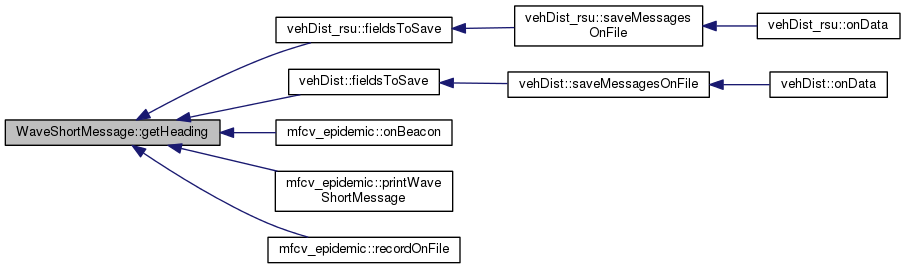 WaveShortMessage::getHeading
vehDist_rsu::fieldsToSave
vehDist_rsu::saveMessages
OnFile
vehDist_rsu::onData
vehDist::fieldsToSave
vehDist::saveMessagesOnFile
vehDist::onData
mfcv_epidemic::onBeacon
mfcv_epidemic::printWave
ShortMessage
mfcv_epidemic::recordOnFile